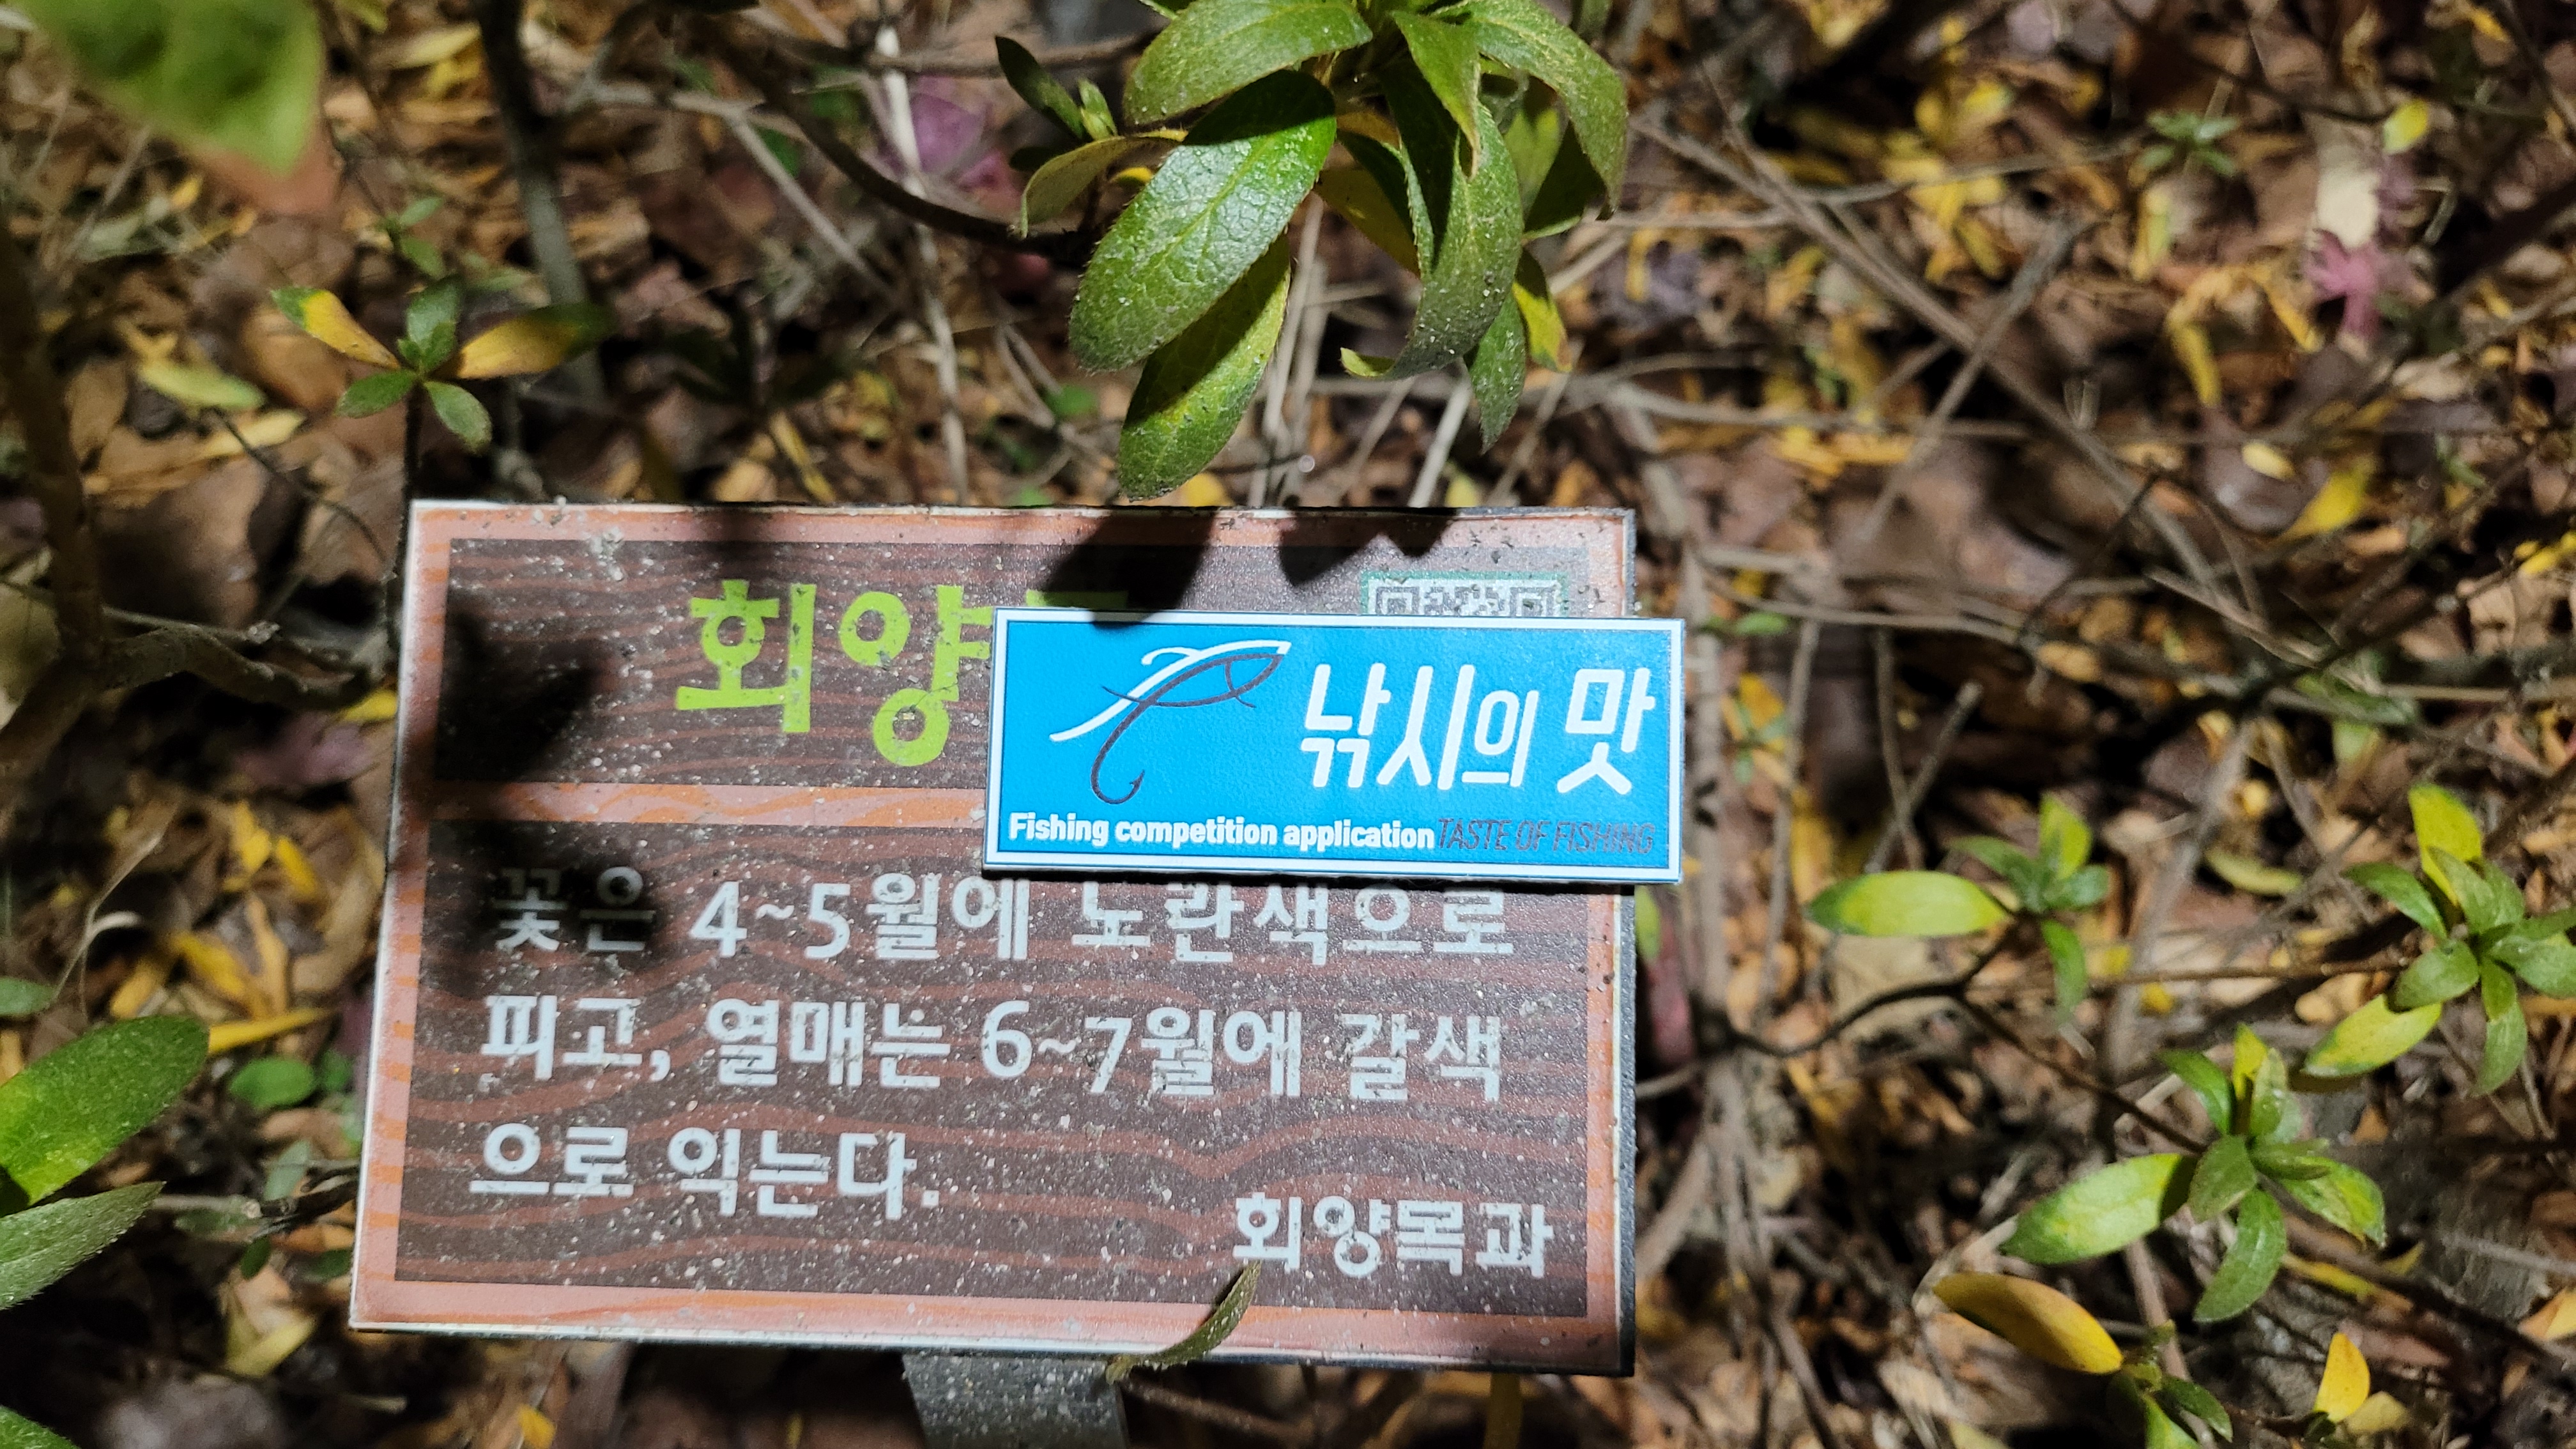 회양
낚시의 맛
Fishing competition application TASTE OF FISHING
꽃은 4~5월에 노란색으로
피고, 열매는 6~7월에 갈색
으로 익는다.
회양목과